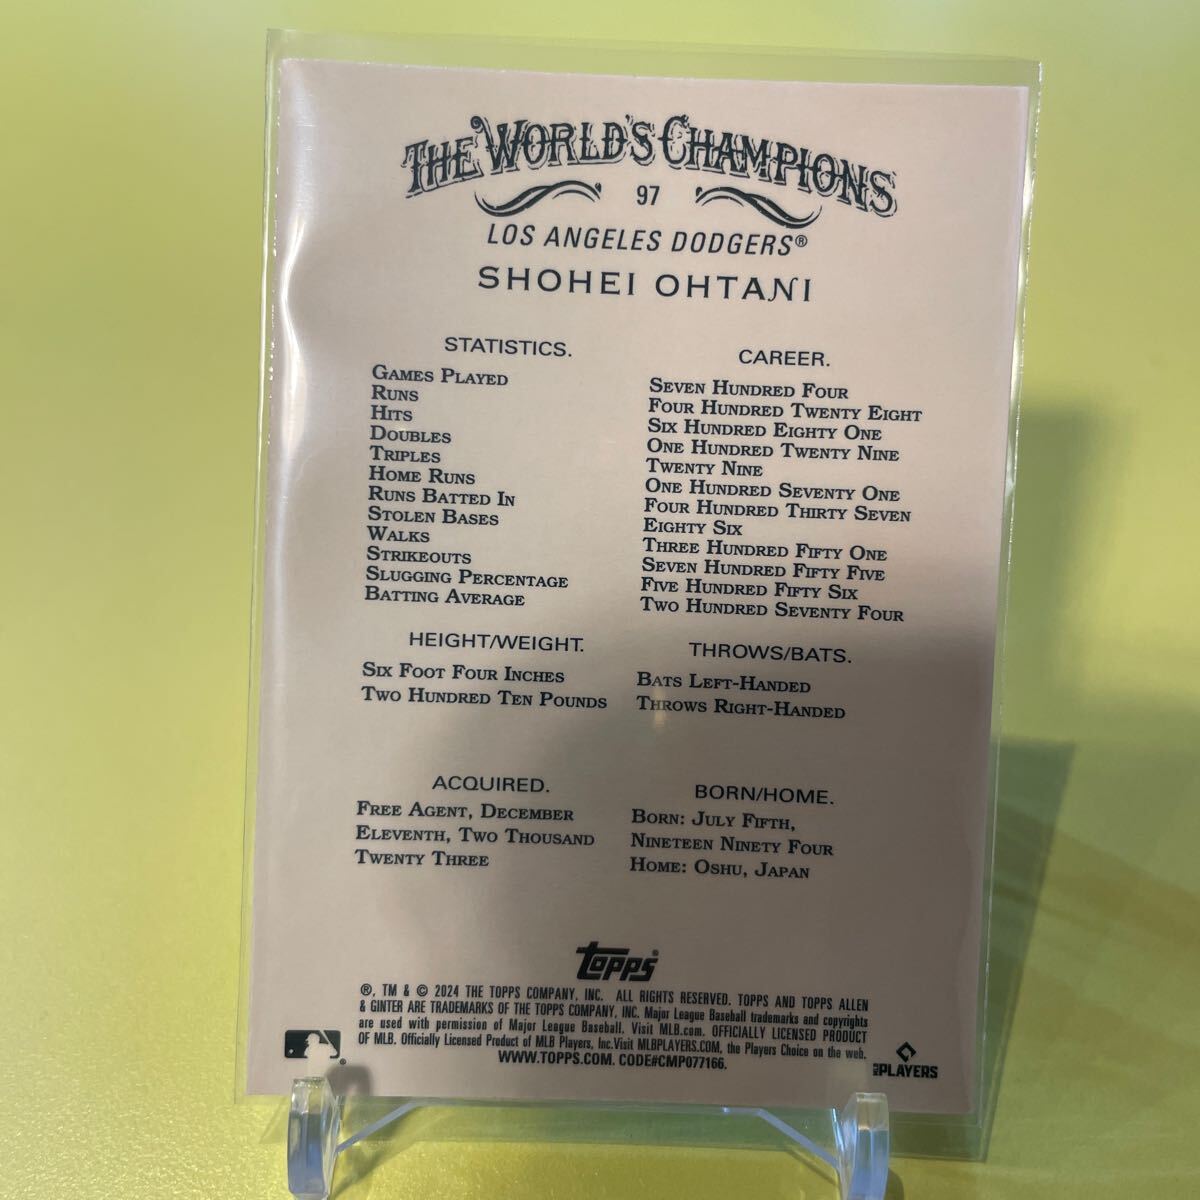 THE WORLD'S CHAMPIONS
97
LOS ANGELES DODGERS®
SHOHEI OHTANI
STATISTICS.
GAMES PLAYED
RUNS
HITS
DOUBLES
TRIPLES
HOME RUNS
RUNS BATTED IN
STOLEN BASES
WALKS
STRIKEOUTS
SLUGGING PERCENTAGE
BATTING AVERAGE
CAREER.
SEVEN HUNDRED FOUR
FOUR HUNDRED TWENTY EIGHT
SIX HUNDRED EIGHTY ONE
ONE HUNDRED TWENTY NINE
TWENTY NINE
ONE HUNDRED SEVENTY ONE
FOUR HUNDRED THIRTY SEVEN
EIGHTY SIX
THREE HUNDRED FIFTY ONE
SEVEN HUNDRED FIFTY FIVE
FIVE HUNDRED FIFTY SIX
TWO HUNDRED SEVENTY FOUR
HEIGHT/WEIGHT.
SIX FOOT FOUR INCHES
TWO HUNDRED TEN POUNDS
THROWS/BATS.
BATS LEFT-HANDED
THROWS RIGHT-HANDED
ACQUIRED.
FREE AGENT, DECEMBER
ELEVENTH, TWO THOUSAND
TWENTY THREE
BORN/HOME.
BORN: JULY FIFTH,
NINETEEN NINETY FOUR
HOME: OSHU, JAPAN
Topps®
®, TM & © 2024 THE TOPPS COMPANY, INC. ALL RIGHTS RESERVED. TOPPS AND TOPPS ALLEN
& GINTER ARE TRADEMARKS OF THE TOPPS COMPANY, INC. Major League Baseball trademarks and copyrights
are used with permission of Major League Baseball. Visit MLB.com. OFFICIALLY LICENSED PRODUCT
OF MLB. Officially Licensed Product of MLB Players, Inc.Visit MLBPLAYERS.COM, the Players Choice on the web.
WWW.TOPPS.COM. CODE#CMP077166.
®
MLB PLAYERS